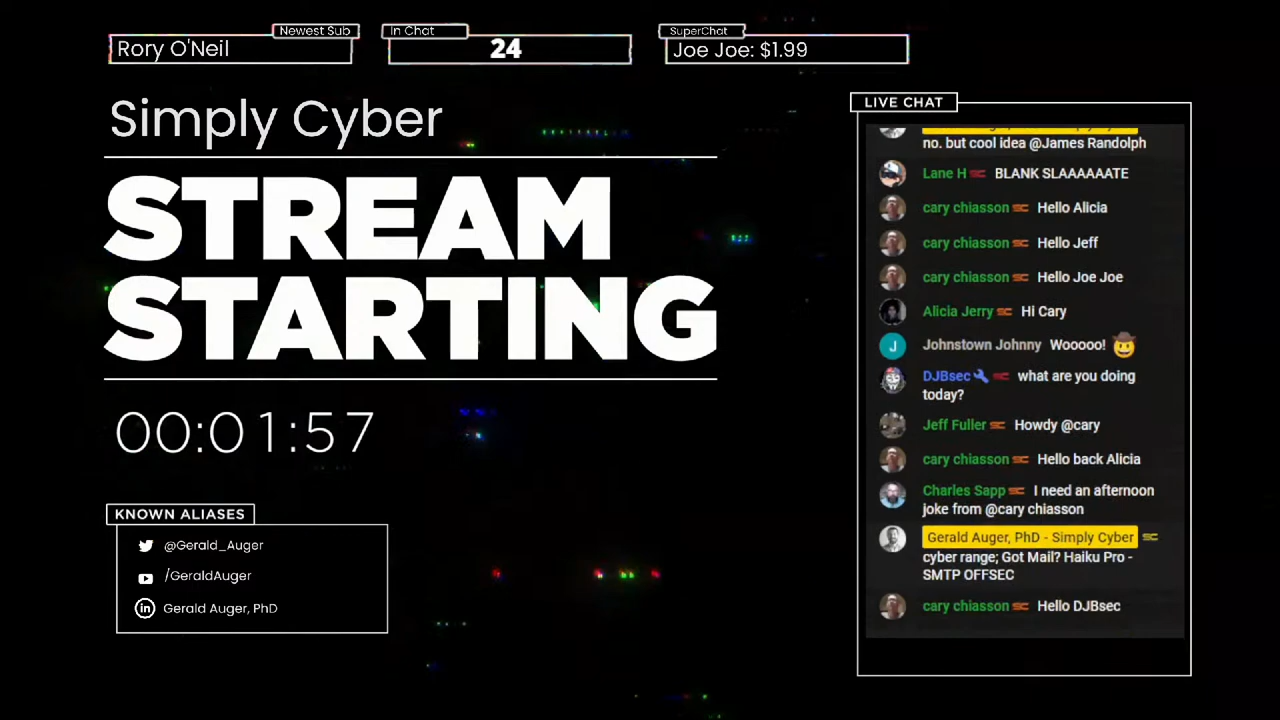 Newest Sub
Rory O'Neil
In Chat
24
SuperChat
Joe Joe: $1.99
Simply Cyber
STREAM
STARTING
00:01:57
KNOWN ALIASES
@Gerald_Auger
/GeraldAuger
Gerald Auger, PhD
LIVE CHAT
no. but cool idea @James Randolph
Lane H BLANK SLAAAAAATE
cary chiasson Hello Alicia
cary chiasson Hello Jeff
cary chiasson Hello Joe Joe
Alicia Jerry Hi Cary
J Johnstown Johnny Wooooo! 🤠
DJBsec what are you doing
today?
Jeff Fuller Howdy @cary
cary chiasson Hello back Alicia
Charles Sapp I need an afternoon
joke from @cary chiasson
Gerald Auger, PhD - Simply Cyber
cyber range; Got Mail? Haiku Pro -
SMTP OFFSEC
cary chiasson Hello DJBsec